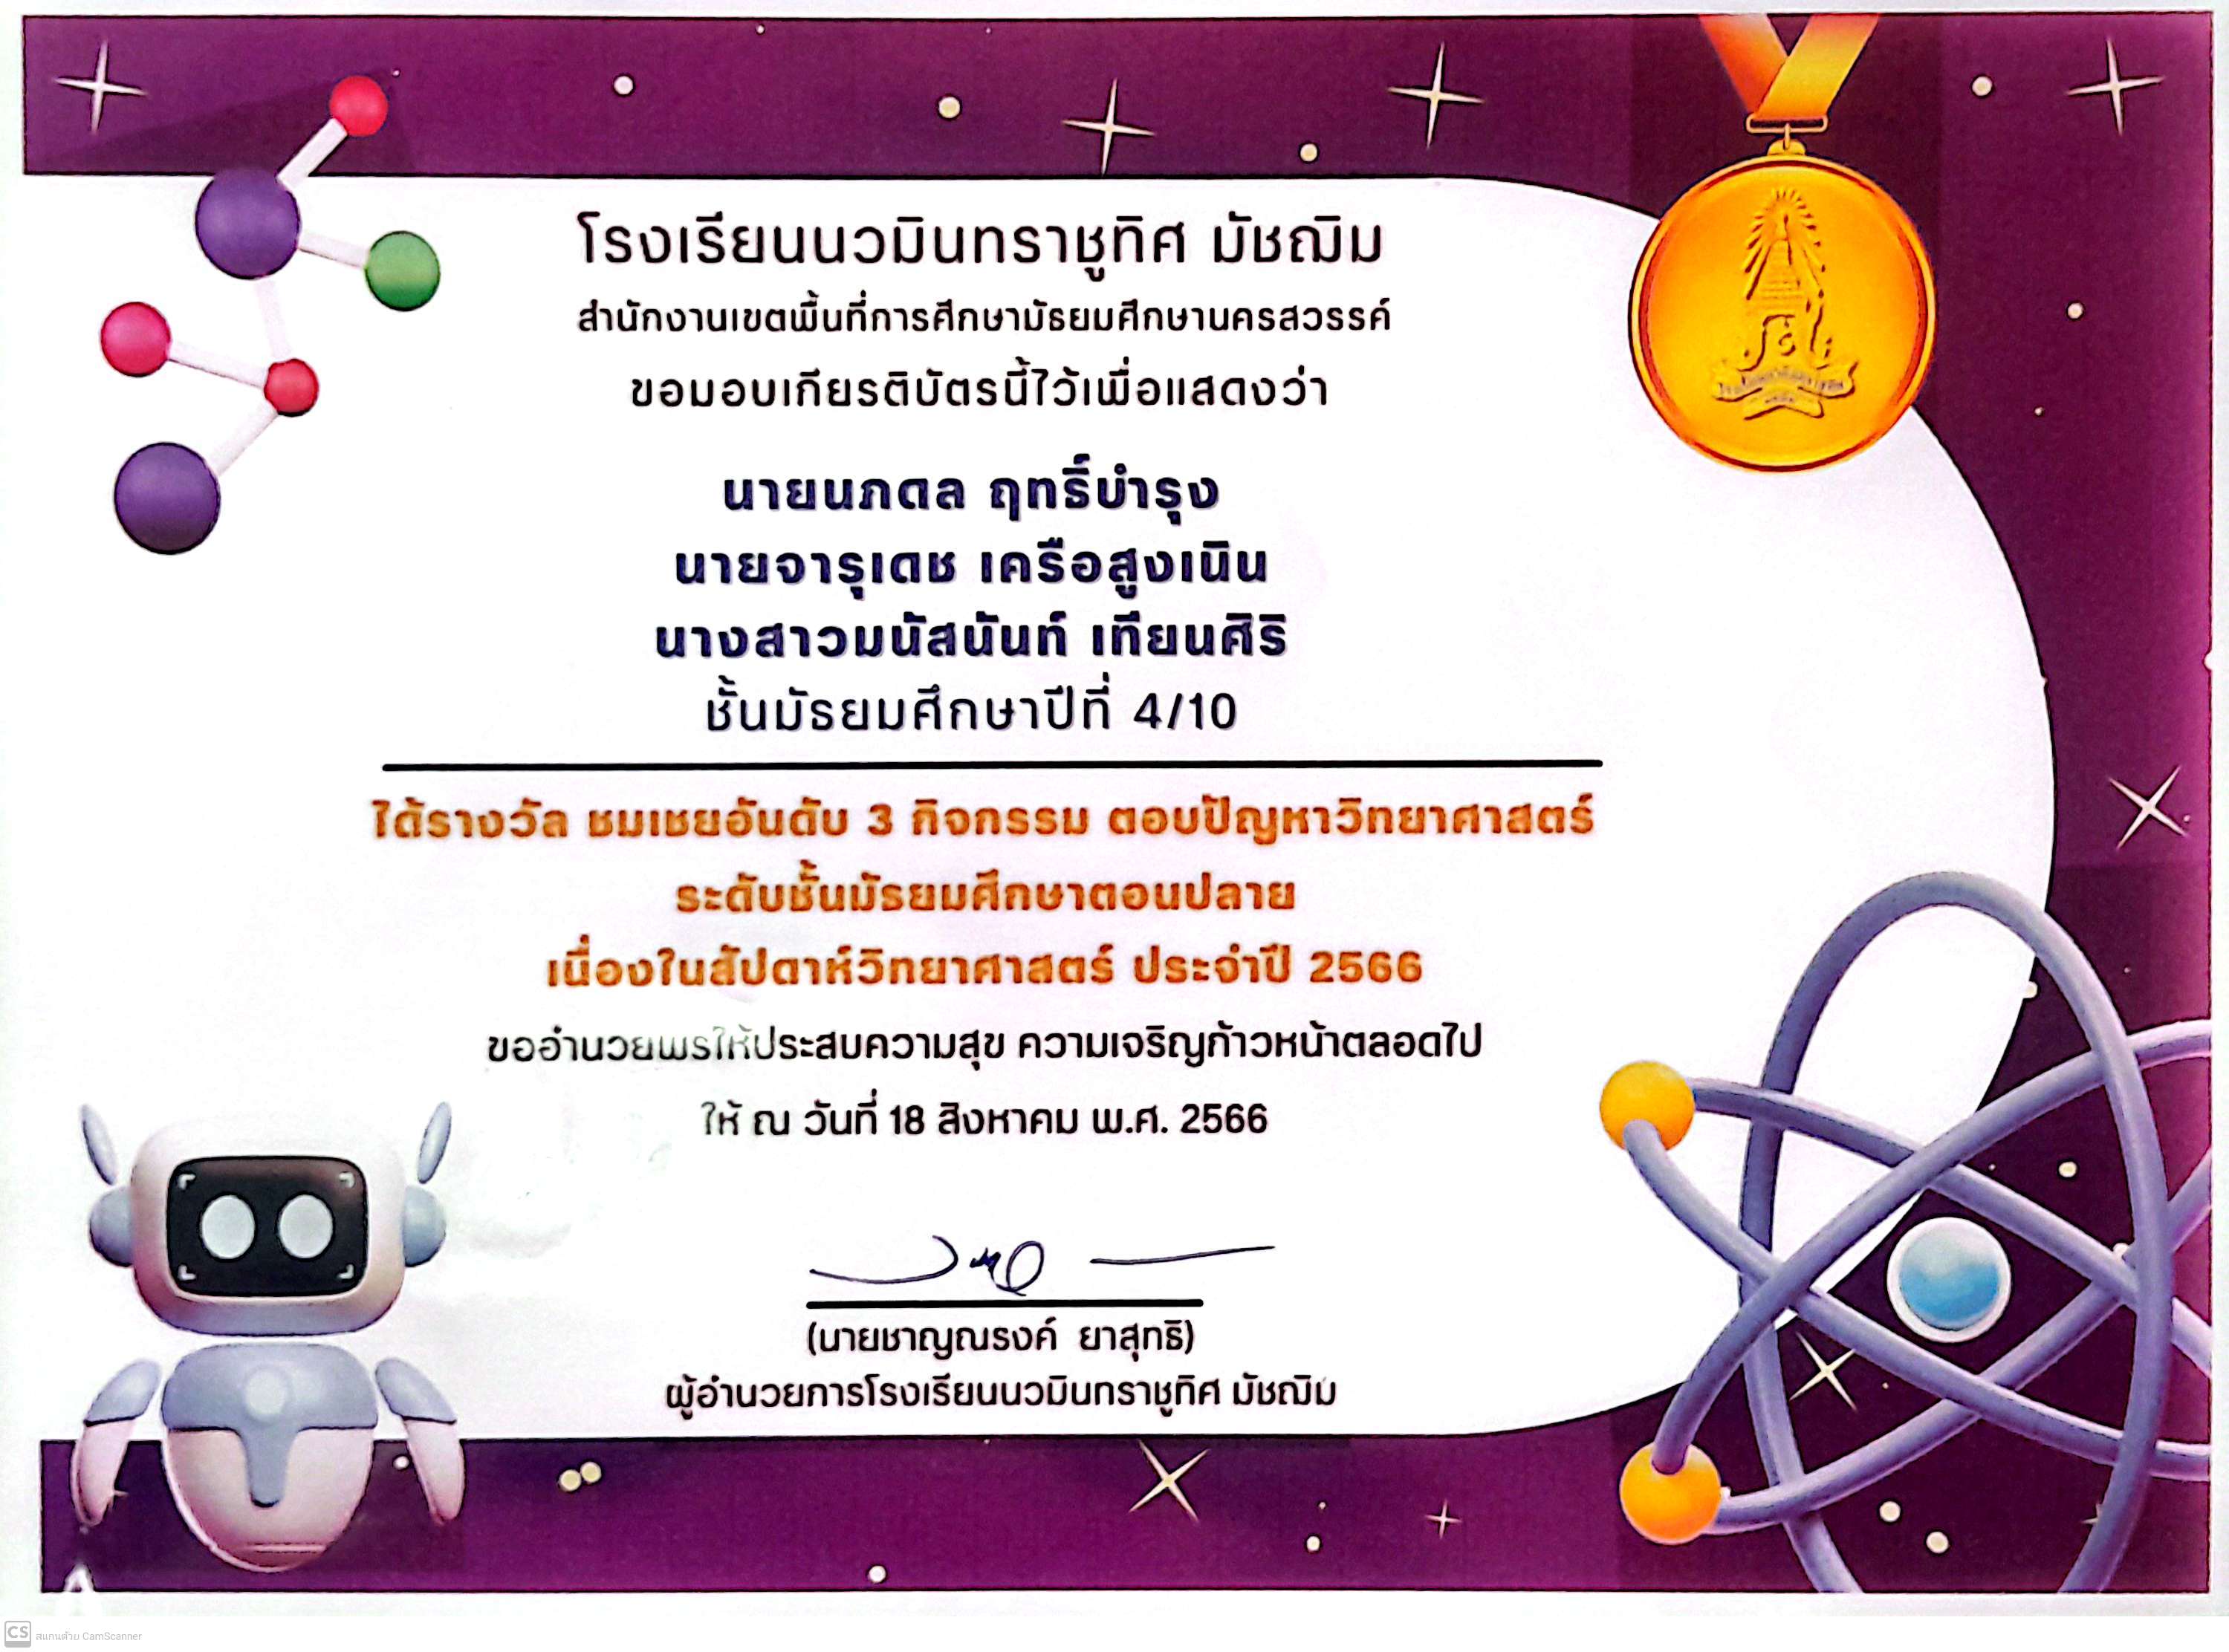 โรงเรียนนวมินทราชูทิศ มัชฌิม
สำนักงานเขตพื้นที่การศึกษามัธยมศึกษานครสวรรค์
ขอมอบเกียรติบัตรนี้ไว้เพื่อแสดงว่า
นายนภดล ฤทธิ์บำรุง
นายจารุเดช เครือสูงเนิน
นางสาวมนัสนันท์ เทียนศิริ
ชั้นมัธยมศึกษาปีที่ 4/10
ได้รางวัล ชมเชยอันดับ 3 กิจกรรม ตอบปัญหาวิทยาศาสตร์
ระดับชั้นมัธยมศึกษาตอนปลาย
เนื่องในสัปดาห์วิทยาศาสตร์ ประจำปี 2566
ขออำนวยพรให้ประสบความสุข ความเจริญก้าวหน้าตลอดไป
ให้ ณ วันที่ 18 สิงหาคม พ.ศ. 2566
(นายชาญณรงค์ ยาสุทธิ)
ผู้อำนวยการโรงเรียนนวมินทราชูทิศ มัชฌิม
CS สแกนด้วย CamScanner